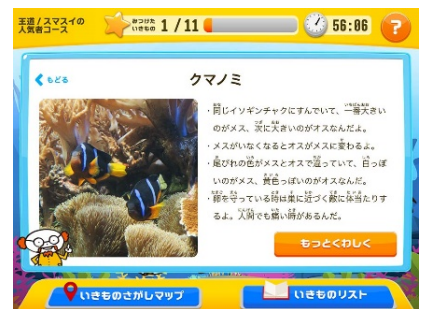 王道/スマスイの
人気者コース
みつけた
いきもの 1/11
56:06
?
もどる
クマノミ
・同じイソギンチャクにすんでいて、一番大きい
のがメス、次に大きいのがオスなんだよ。
・メスがいなくなるとオスがメスに変わるよ。
・尾びれの色がメスとオスで違っていて、白っぽ
いのがメス、黄色っぽいのがオスなんだ。
・卵を守っている時は巣に近づく敵に体当たりす
るよ。人間でも痛い時があるんだ。
もっとくわしく
いきものさがしマップ
いきものリスト